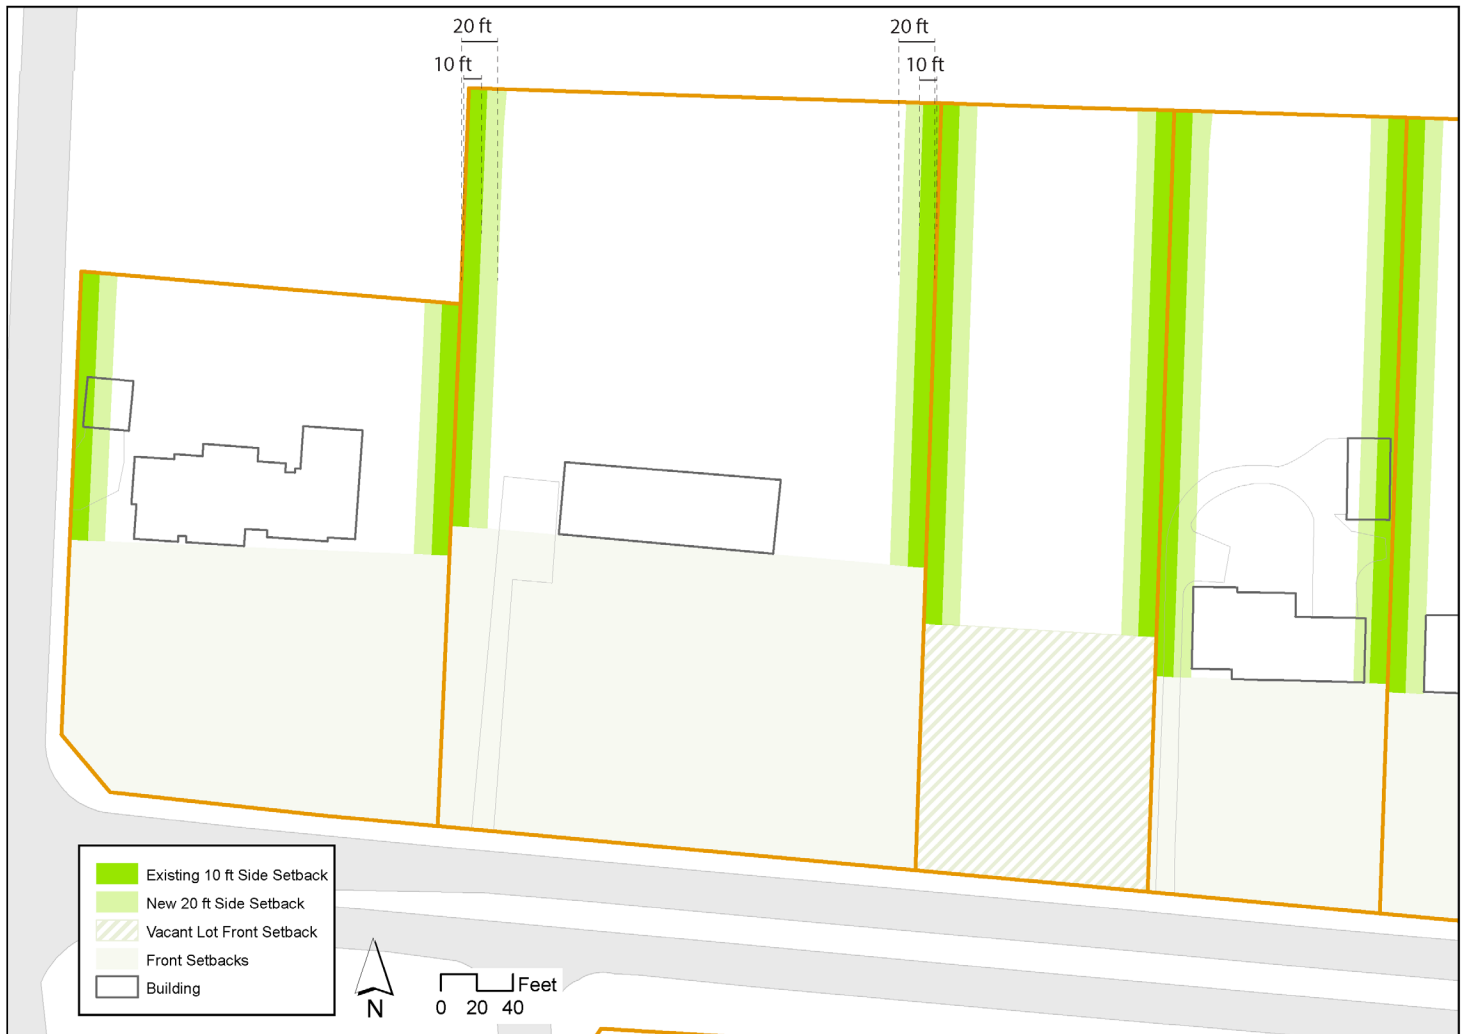 20 ft
20 ft
10 ft
10 ft
Existing 10 ft Side Setback
New 20 ft Side Setback
Vacant Lot Front Setback
Front Setbacks
Building
N
Feet
0 20 40